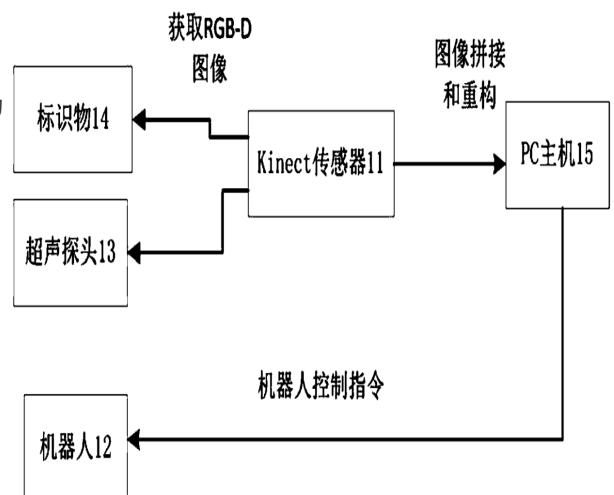 获取RGB-D
图像
图像拼接
和重构
标识物14
Kinect传感器11
PC主机15
超声探头13
机器人控制指令
机器人12